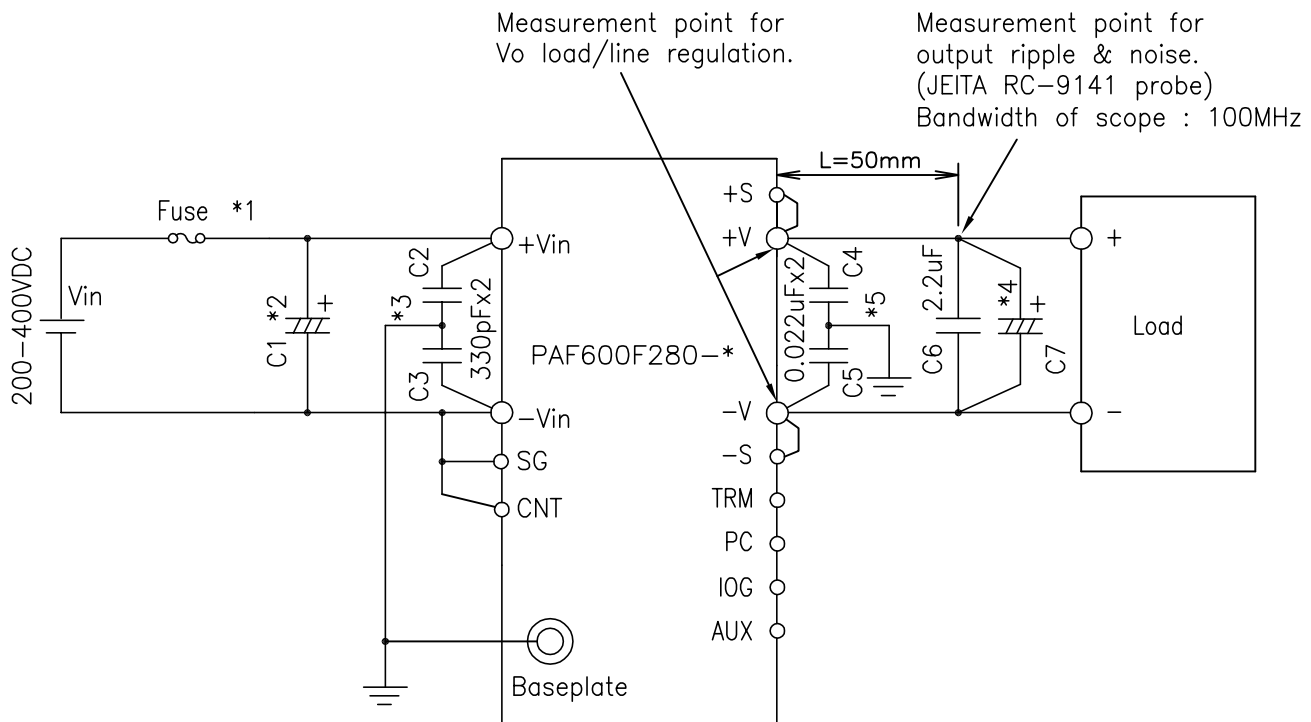 Measurement point for
Vo load/line regulation.
Measurement point for
output ripple & noise.
(JEITA RC-9141 probe)
Bandwidth of scope : 100MHz
L=50mm
Fuse *1
200-400VDC
Vin
C1 *2
+Vin
C2
*3
330pFx2
C3
-Vin
SG
CNT
PAF600F280-*
Baseplate
+S
+V
-V
-S
TRM
PC
IOG
AUX
C4
0.022uFx2
*5
C5
2.2uF
C6
*4
C7
+
+
+
-
Load